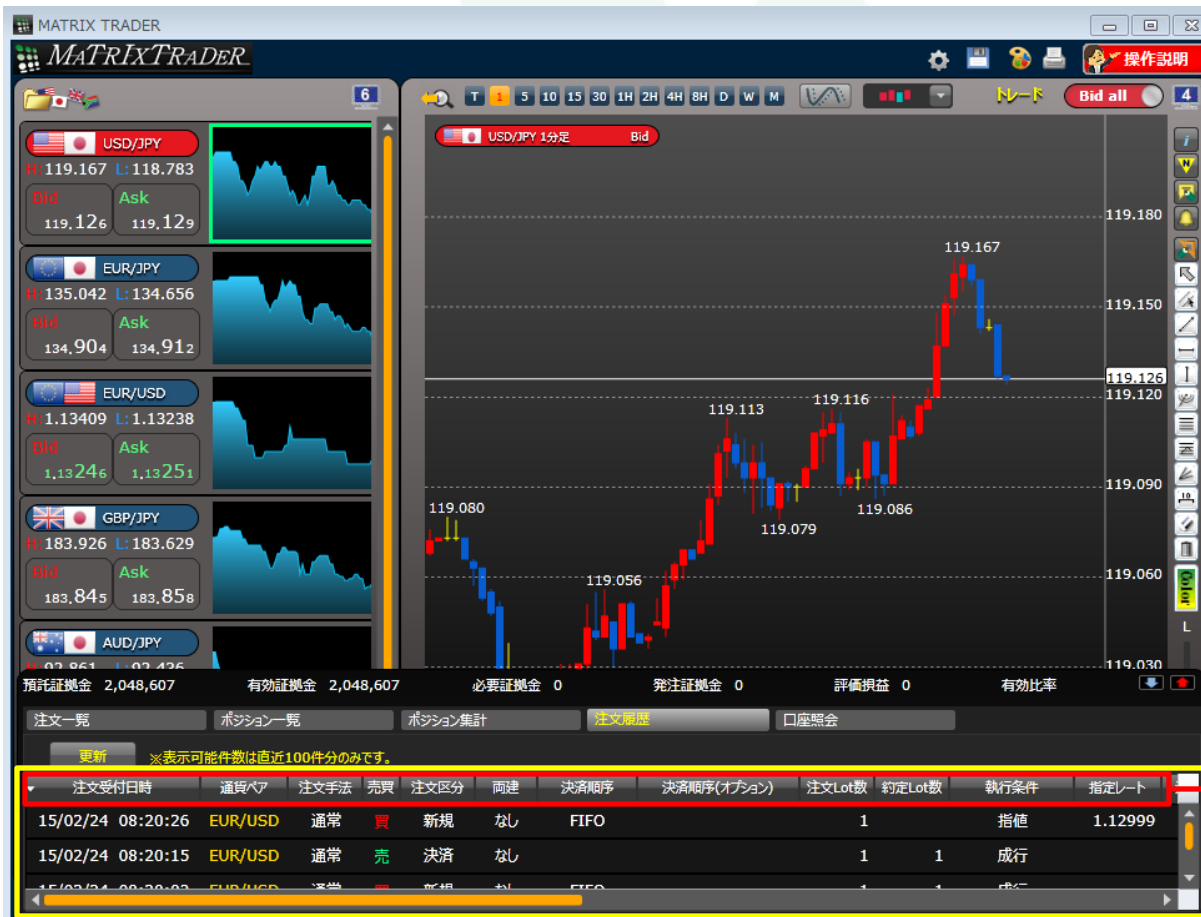 MATRIX TRADER
MATRIXTRADER
操作説明
6
T 1 5 10 15 30 1H 2H 4H 8H D W M
トレード
Bid all
4
USD/JPY
H:119.167 L:118.783
Bid Ask
119.126 119.129
EUR/JPY
H:135.042 L:134.656
Bid Ask
134.904 134.912
EUR/USD
H:1.13409 L:1.13238
Bid Ask
1.13246 1.13251
GBP/JPY
H:183.926 L:183.629
Bid Ask
183.845 183.858
AUD/JPY
USD/JPY 1分足 Bid
119.167
119.116
119.113
119.080
119.079
119.086
119.056
119.180
119.150
119.126
119.120
119.090
119.060
119.030
i
N
10
Color
L
預託証拠金 2,048,607 有効証拠金 2,048,607 必要証拠金 0 発注証拠金 0 評価損益 0 有効比率
注文一覧 ポジション一覧 ポジション集計 注文履歴 口座照会
更新 ※表示可能件数は直近100件分のみです。
注文受付日時 通貨ペア 注文手法 売買 注文区分 両建 決済順序 決済順序(オプション) 注文Lot数 約定Lot数 執行条件 指定レート
15/02/24 08:20:26 EUR/USD 通常 買 新規 なし FIFO 1 指値 1.12999
15/02/24 08:20:15 EUR/USD 通常 売 決済 なし 1 1 成行